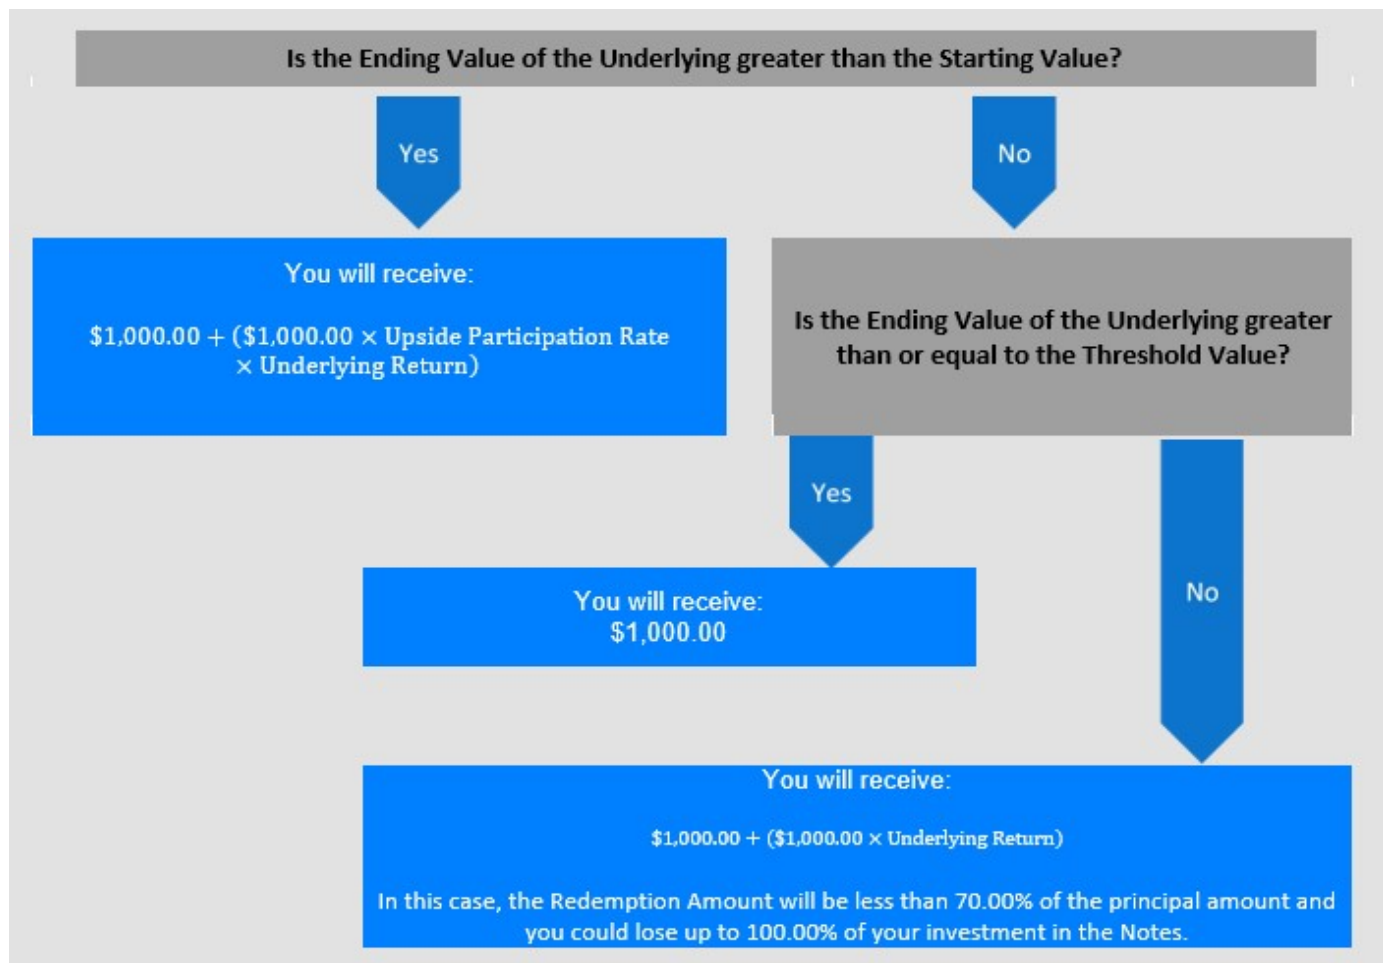 Is the Ending Value of the Underlying greater than the Starting Value?
Yes
No
You will receive:
$1,000.00 + ($1,000.00 × Upside Participation Rate
× Underlying Return)
Is the Ending Value of the Underlying greater
than or equal to the Threshold Value?
Yes
No
You will receive:
$1,000.00
You will receive:
$1,000.00 + ($1,000.00 × Underlying Return)
In this case, the Redemption Amount will be less than 70.00% of the principal amount and
you could lose up to 100.00% of your investment in the Notes.